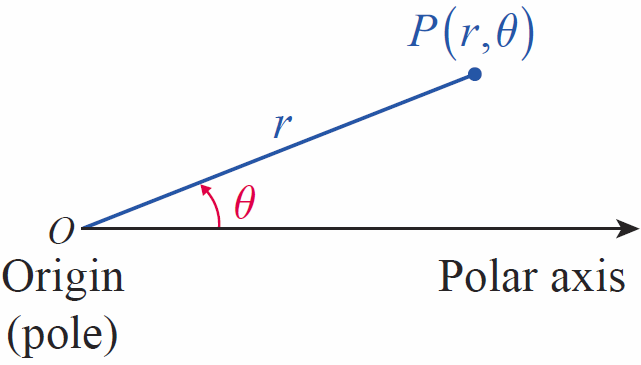 P(r,θ)
r
θ
O
Origin
(pole)
Polar axis